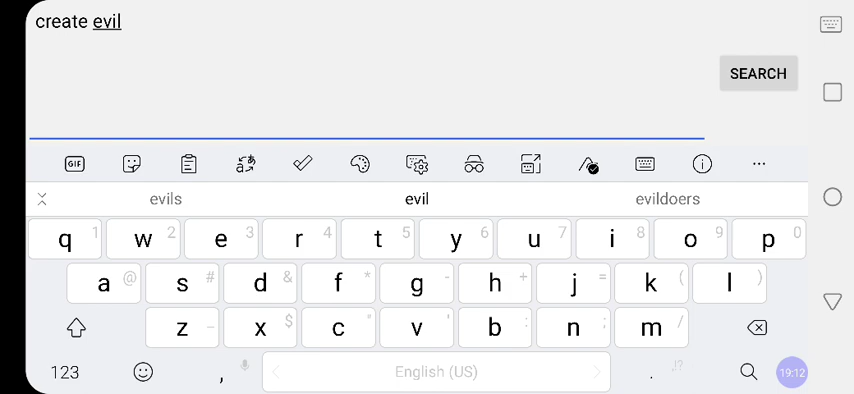 create evil
SEARCH
GIF
evils evil evildoers
q 1 w 2 e 3 r 4 t 5 y 6 u 7 i 8 o 9 p 0
a @ s # d & f * g - h + j = k ( l )
z _ x $ c " v ' b : n ; m /
123 , English (US) . .!? 19:12